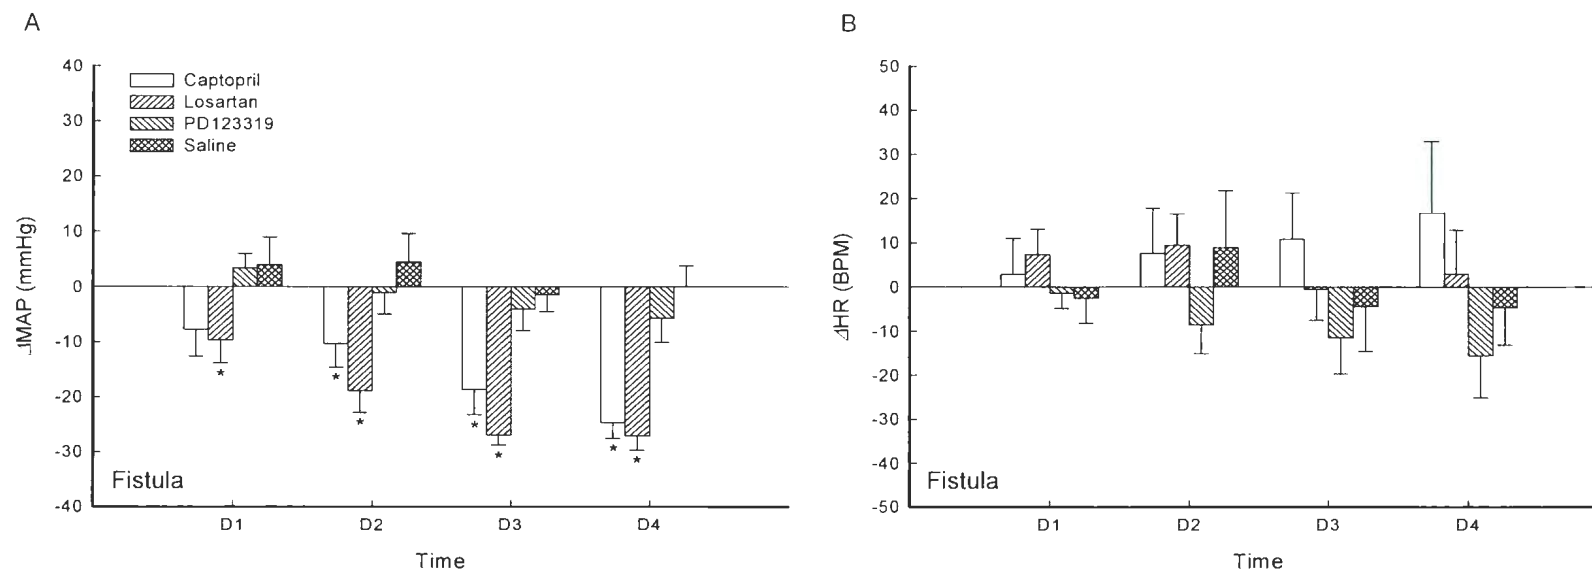 A
40
30
20
10
0
-10
-20
-30
-40
ΔMAP (mmHg)
Captopril
Losartan
PD123319
Saline
*
*
*
*
*
*
*
Fistula
D1 D2 D3 D4
Time
B
50
40
30
20
10
0
-10
-20
-30
-40
-50
ΔHR (BPM)
Fistula
D1 D2 D3 D4
Time